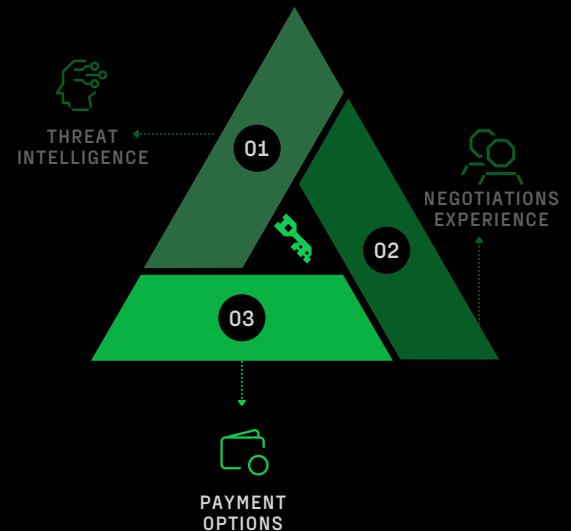 01
THREAT
INTELLIGENCE
02
NEGOTIATIONS
EXPERIENCE
03
PAYMENT
OPTIONS